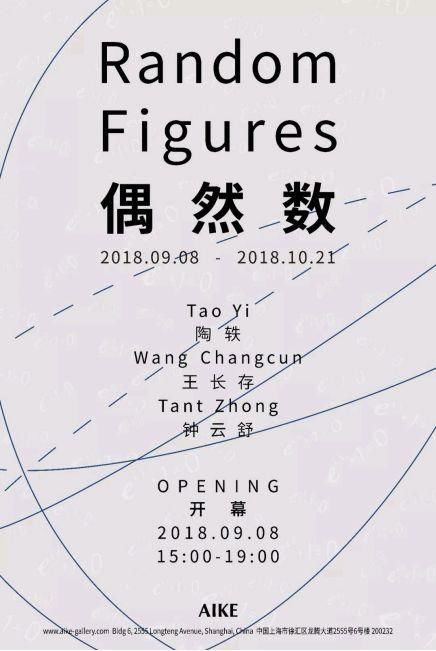 Random
Figures
偶然数
2018.09.08 - 2018.10.21
Tao Yi
陶轶
Wang Changcun
王长存
Tant Zhong
钟云舒
OPENING
开幕
2018.09.08
15:00-19:00
AIKE
www.aike-gallery.com Bldg 6, 2555 Longteng Avenue, Shanghai, China 中国上海市徐汇区龙腾大道2555号6号楼 200232